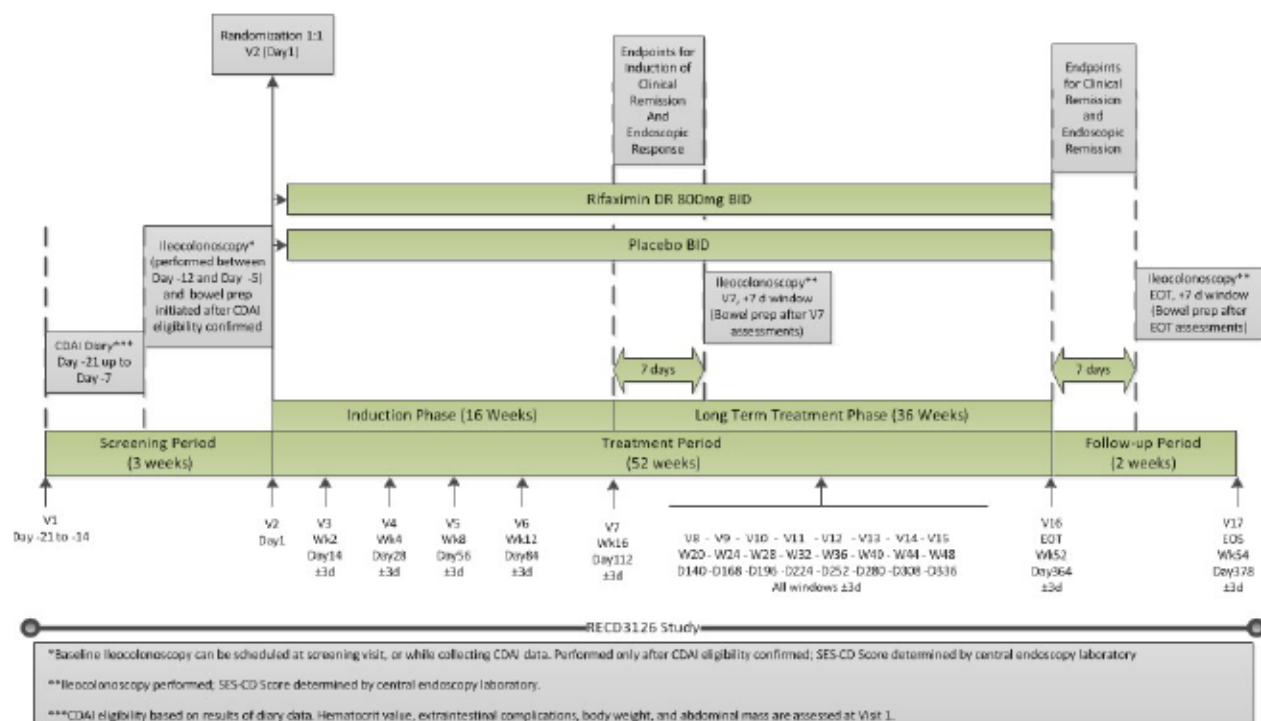 Randomization 1:1
V2 (Day1)
Endpoints for
Induction of
Clinical
Remission
And
Endoscopic
Response
Endpoints
for Clinical
Remission
and
Endoscopic
Remission
Rifaximin DR 800mg BID
Placebo BID
Ileocolonoscopy*
(performed between
Day -12 and Day -5)
and bowel prep
initiated after CDAI
eligibility confirmed
Ileocolonoscopy**
V7, +7 d window
(Bowel prep after V7
assessments)
Ileocolonoscopy**
EOT, +7 d window
(Bowel prep after
EOT assessments)
CDAI Diary***
Day -21 up to
Day -7
7 days
7 days
Induction Phase (16 Weeks)
Long Term Treatment Phase (36 Weeks)
Screening Period
(3 weeks)
Treatment Period
(52 weeks)
Follow-up Period
(2 weeks)
V1
Day -21 to -14
V2
Day1
V3
Wk2
Day14
±3d
V4
Wk4
Day28
±3d
V5
Wk8
Day56
±3d
V6
Wk12
Day84
±3d
V7
Wk16
Day112
±3d
V8 - V9 - V10 - V11 - V12 - V13 - V14 - V15
W20 - W24 - W28 - W32 - W36 - W40 - W44 - W48
D140 -D168 -D196 -D224 -D252 -D280 -D308 -D336
All windows ±3d
V16
EOT
Wk52
Day364
±3d
V17
EOS
Wk54
Day378
±3d
RECD3126 Study
*Baseline Ileocolonoscopy can be scheduled at screening visit, or while collecting CDAI data. Performed only after CDAI eligibility confirmed; SES-CD Score determined by central endoscopy laboratory
**Ileocolonoscopy performed; SES-CD Score determined by central endoscopy laboratory.
***CDAI eligibility based on results of diary data. Hematocrit value, extraintestinal complications, body weight, and abdominal mass are assessed at Visit 1.